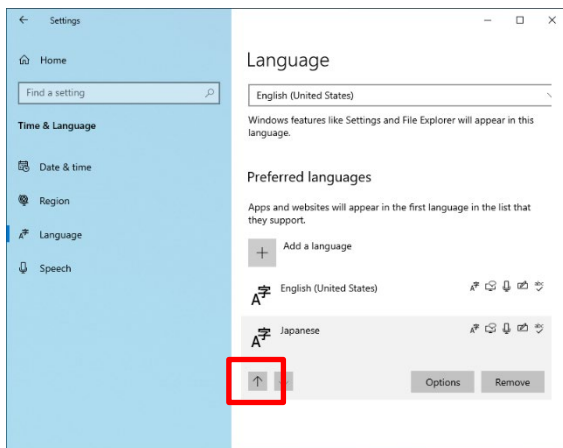 Settings
Home
Find a setting
Time & Language
Date & time
Region
Language
Speech
Language
English (United States)
Windows features like Settings and File Explorer will appear in this
language.
Preferred languages
Apps and websites will appear in the first language in the list that
they support.
Add a language
English (United States)
Japanese
Options
Remove